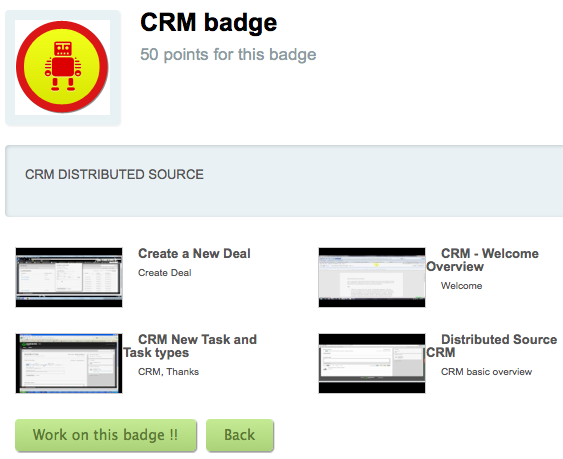 CRM badge
50 points for this badge
CRM DISTRIBUTED SOURCE
Create a New Deal
Create Deal
CRM - Welcome
Overview
Welcome
CRM New Task and
Task types
CRM, Thanks
Distributed Source
CRM
CRM basic overview
Work on this badge !!
Back